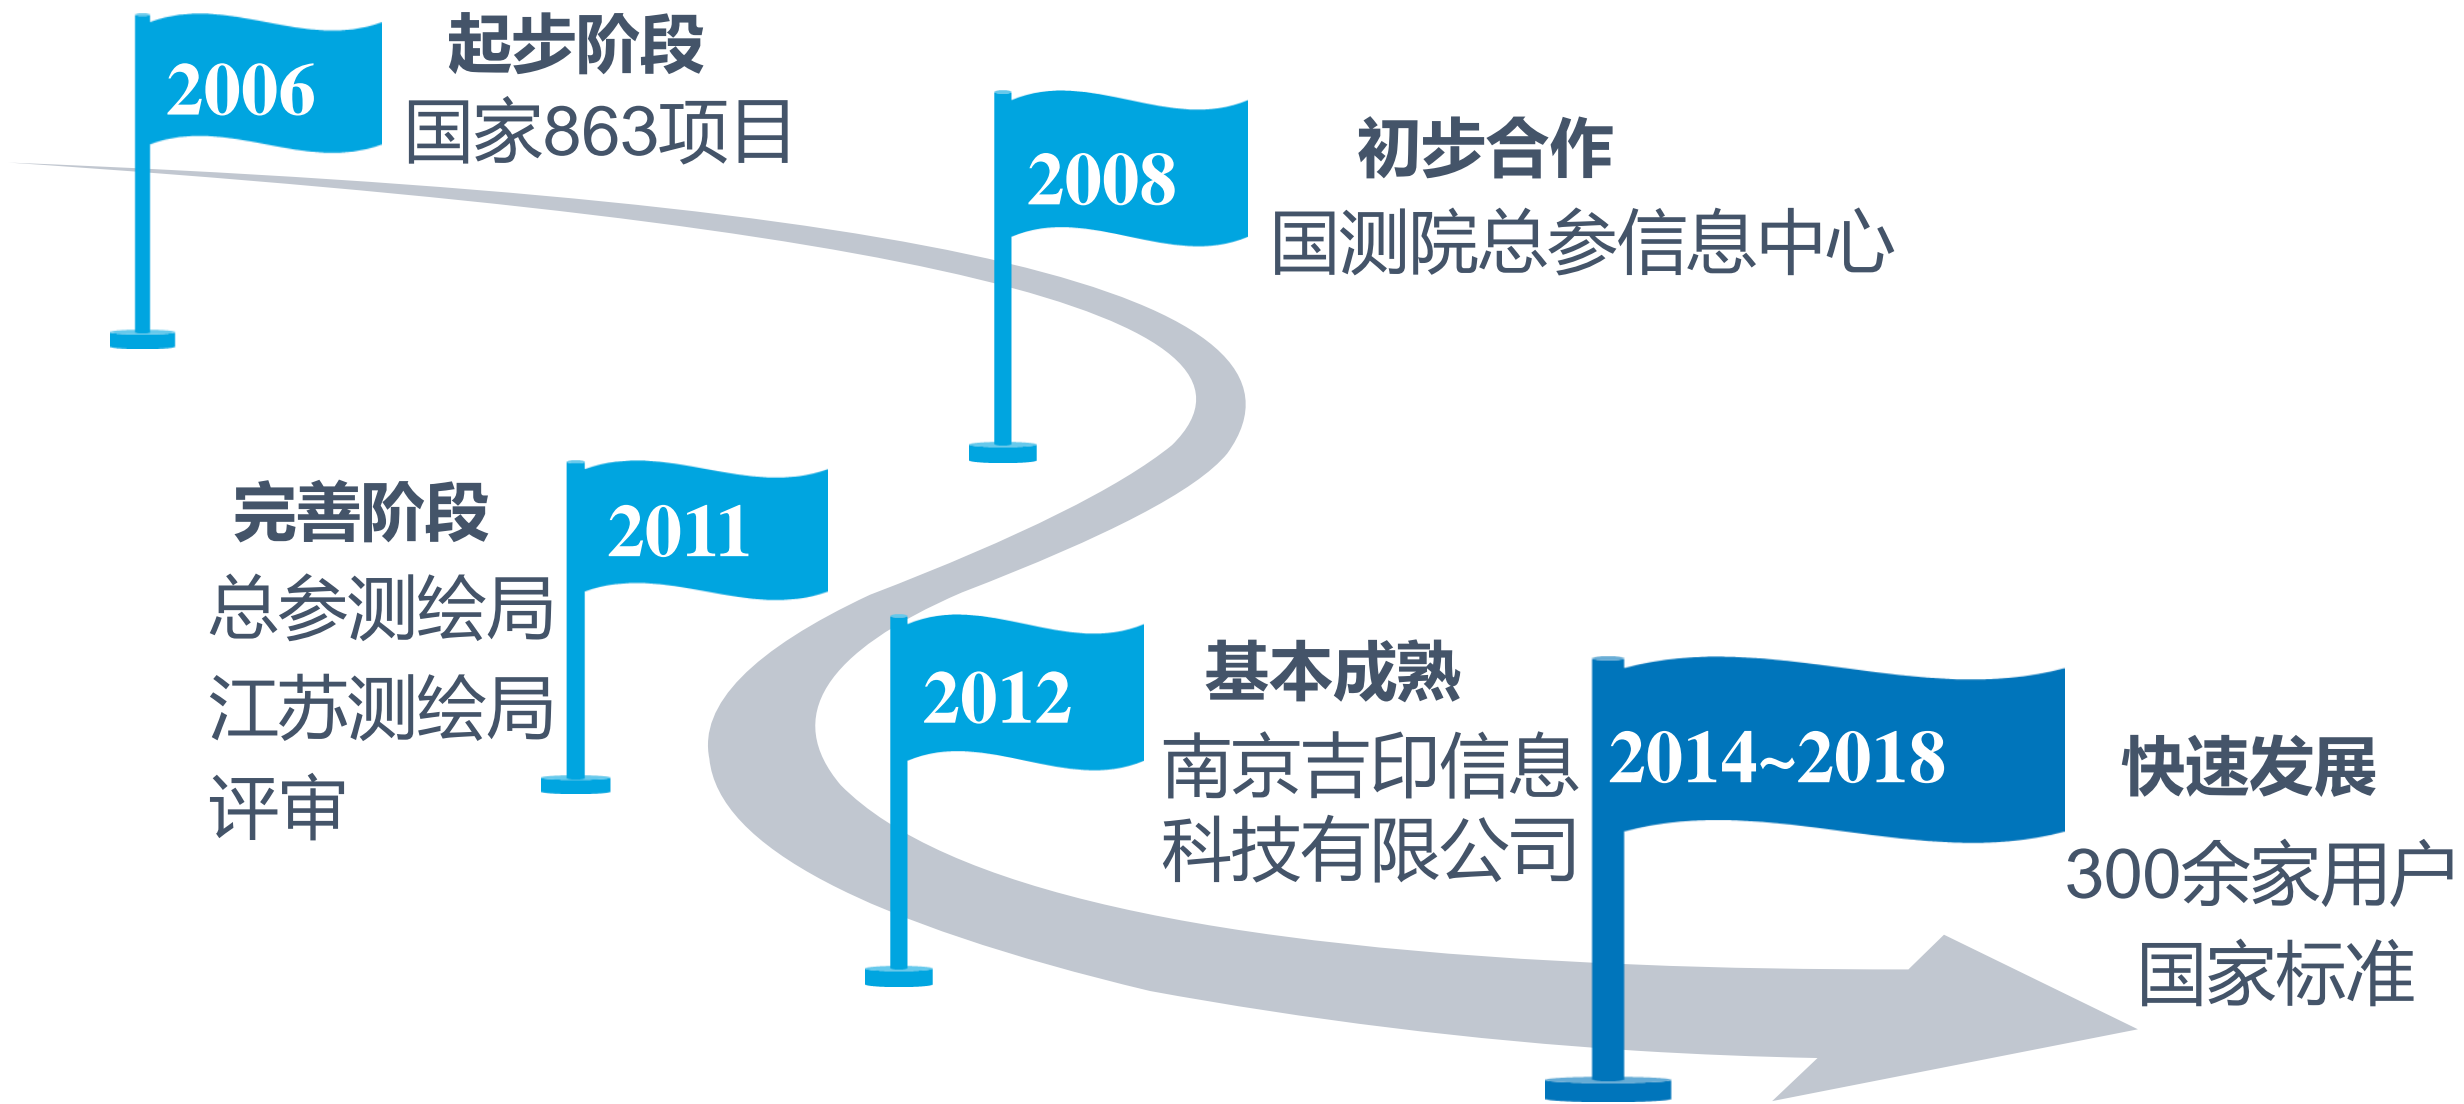 2006
起步阶段
国家863项目
2008
初步合作
国测院总参信息中心
2011
完善阶段
总参测绘局
江苏测绘局
评审
2012
基本成熟
南京吉印信息
科技有限公司
2014~2018
快速发展
300余家用户
国家标准